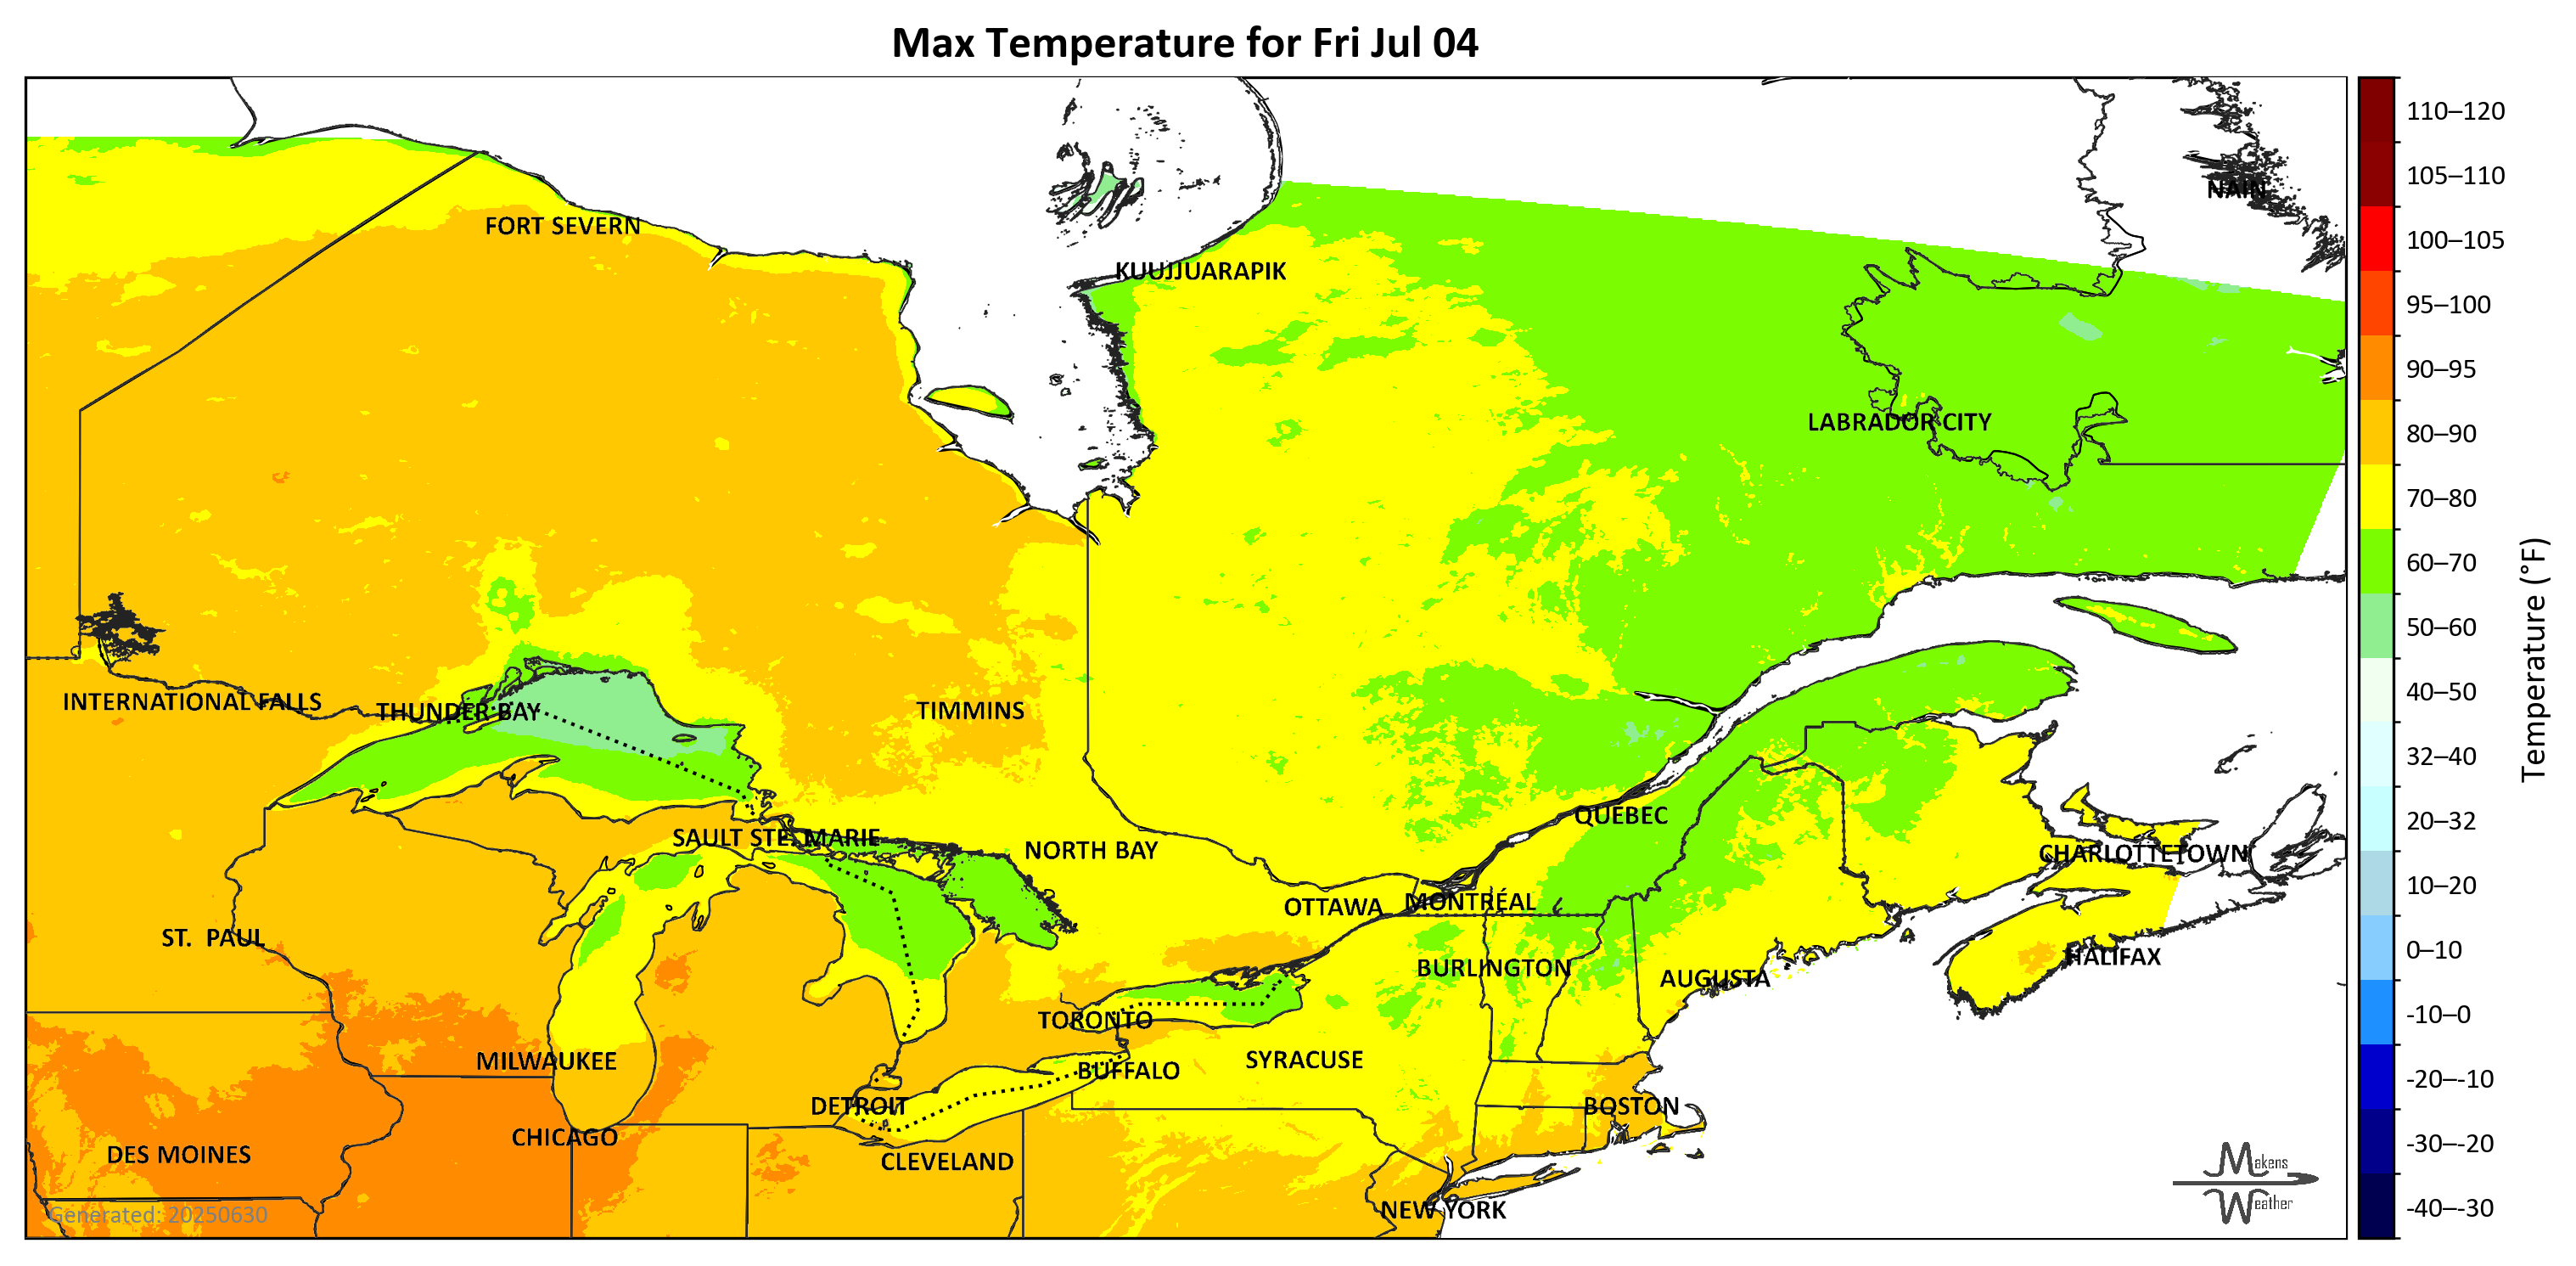 Max Temperature for Fri Jul 04
NAIN
FORT SEVERN
KUUJJUARAPIK
LABRADOR CITY
INTERNATIONAL FALLS
THUNDER BAY
TIMMINS
QUEBEC
SAULT STE. MARIE
NORTH BAY
CHARLOTTETOWN
OTTAWA
MONTRÉAL
ST. PAUL
HALIFAX
BURLINGTON
AUGUSTA
TORONTO
MILWAUKEE
BUFFALO
SYRACUSE
DETROIT
BOSTON
CHICAGO
DES MOINES
CLEVELAND
NEW YORK
Generated: 20250630
Makens
Weather
110–120
105–110
100–105
95–100
90–95
80–90
70–80
60–70
50–60
40–50
32–40
20–32
10–20
0–10
-10–0
-20–-10
-30–-20
-40–-30
Temperature (°F)